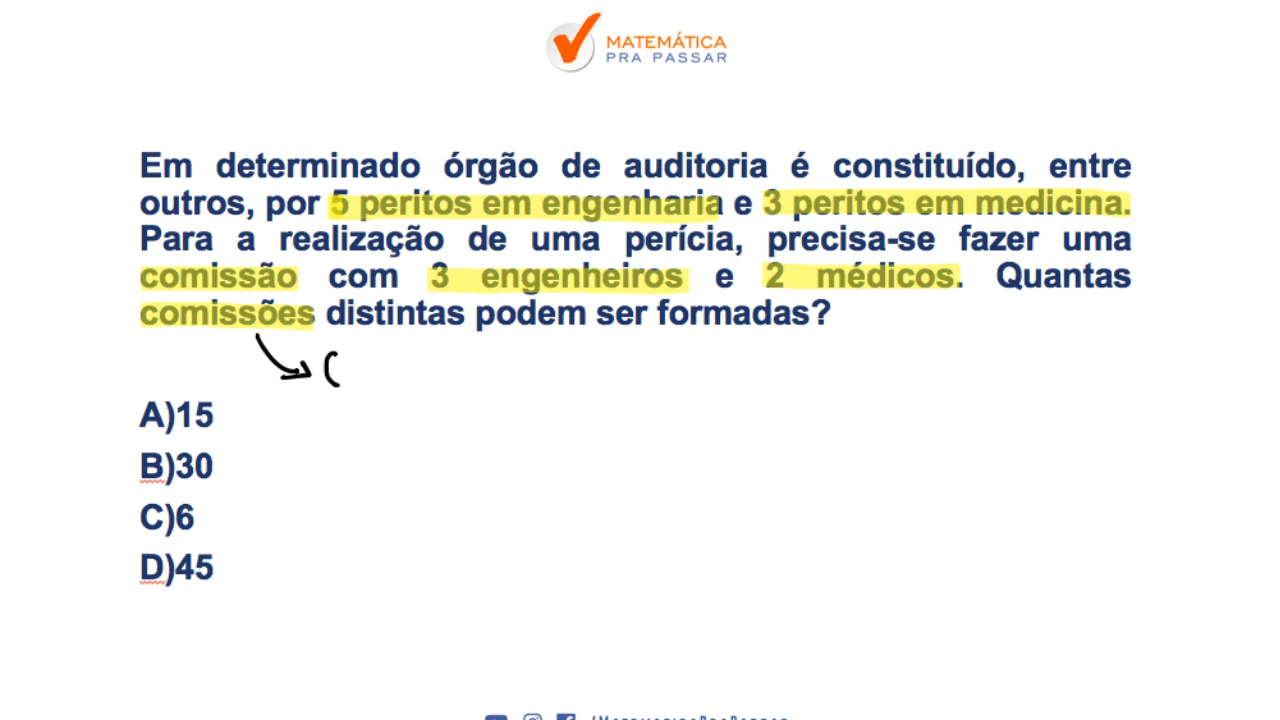 MATEMÁTICA
PRA PASSAR
Em determinado órgão de auditoria é constituído, entre
outros, por 5 peritos em engenharia e 3 peritos em medicina.
Para a realização de uma perícia, precisa-se fazer uma
comissão com 3 engenheiros e 2 médicos. Quantas
comissões distintas podem ser formadas?
A)15
B)30
C)6
D)45